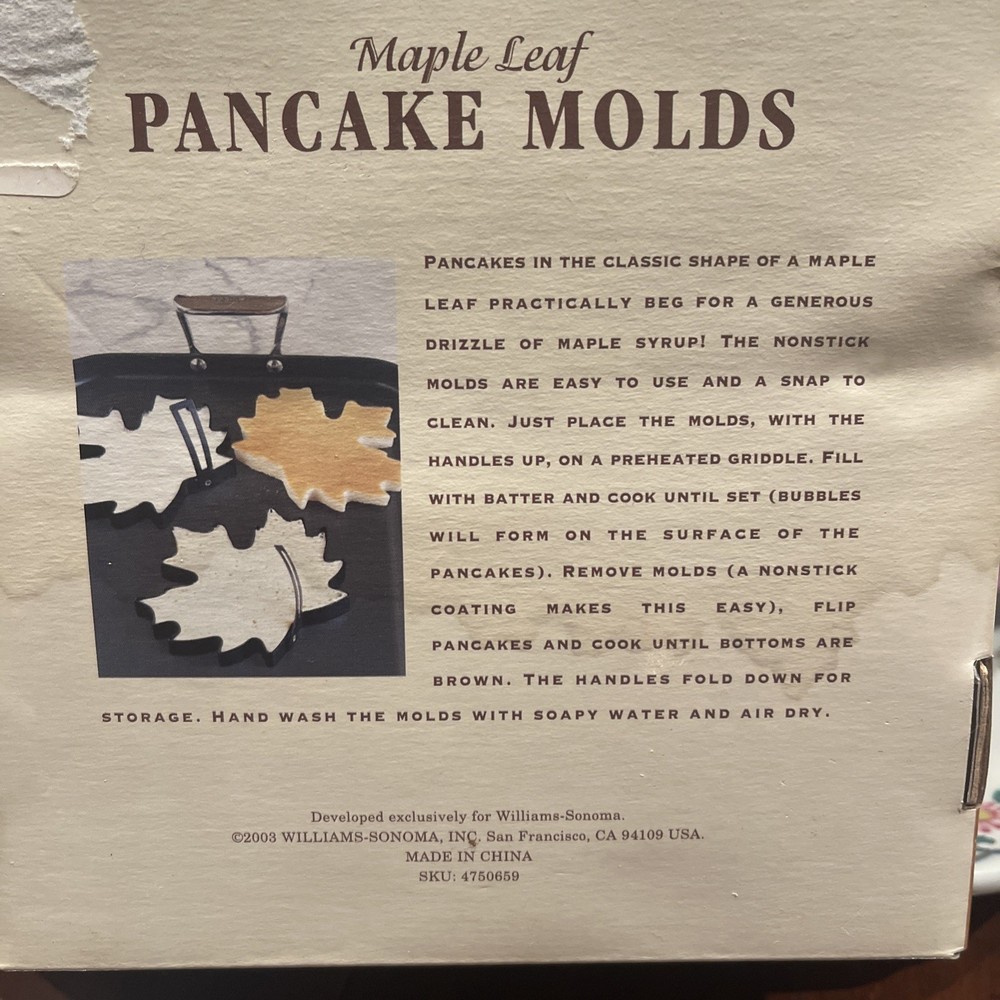 Maple Leaf
PANCAKE MOLDS
PANCAKES IN THE CLASSIC SHAPE OF A MAPLE
LEAF PRACTICALLY BEG FOR A GENEROUS
DRIZZLE OF MAPLE SYRUP! THE NONSTICK
MOLDS ARE EASY TO USE AND A SNAP TO
CLEAN. JUST PLACE THE MOLDS, WITH THE
HANDLES UP, ON A PREHEATED GRIDDLE. FILL
WITH BATTER AND COOK UNTIL SET (BUBBLES
WILL FORM ON THE SURFACE OF THE
PANCAKES). REMOVE MOLDS (A NONSTICK
COATING MAKES THIS EASY), FLIP
PANCAKES AND COOK UNTIL BOTTOMS ARE
BROWN. THE HANDLES FOLD DOWN FOR
STORAGE. HAND WASH THE MOLDS WITH SOAPY WATER AND AIR DRY.
Developed exclusively for Williams-Sonoma.
©2003 WILLIAMS-SONOMA, INC. San Francisco, CA 94109 USA.
MADE IN CHINA
SKU: 4750659